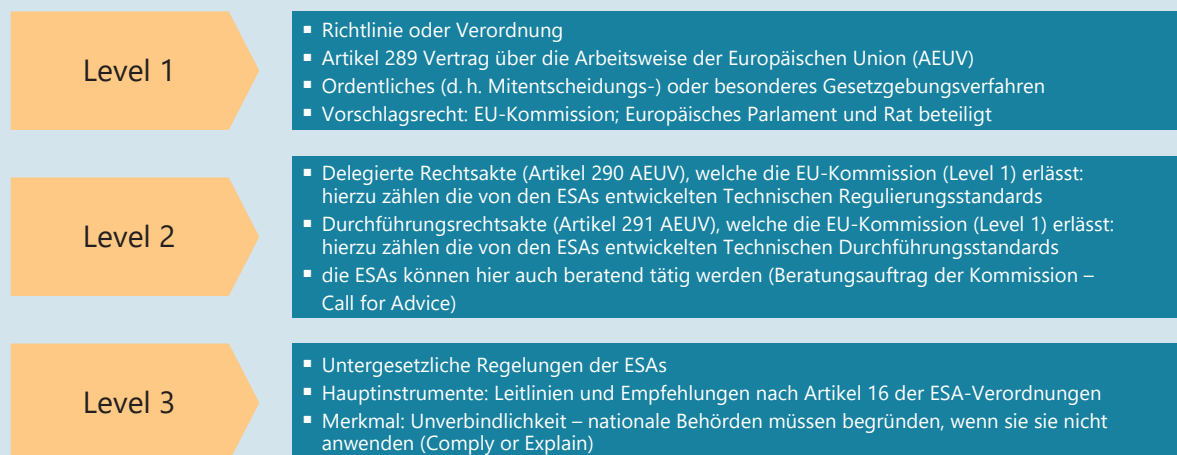 Level 1
▪ Richtlinie oder Verordnung
▪ Artikel 289 Vertrag über die Arbeitsweise der Europäischen Union (AEUV)
▪ Ordentliches (d. h. Mitentscheidungs-) oder besonderes Gesetzgebungsverfahren
▪ Vorschlagsrecht: EU-Kommission; Europäisches Parlament und Rat beteiligt
Level 2
▪ Delegierte Rechtsakte (Artikel 290 AEUV), welche die EU-Kommission (Level 1) erlässt:
hierzu zählen die von den ESAs entwickelten Technischen Regulierungsstandards
▪ Durchführungsrechtsakte (Artikel 291 AEUV), welche die EU-Kommission (Level 1) erlässt:
hierzu zählen die von den ESAs entwickelten Technischen Durchführungsstandards
▪ die ESAs können hier auch beratend tätig werden (Beratungsauftrag der Kommission –
Call for Advice)
Level 3
▪ Untergesetzliche Regelungen der ESAs
▪ Hauptinstrumente: Leitlinien und Empfehlungen nach Artikel 16 der ESA-Verordnungen
▪ Merkmal: Unverbindlichkeit – nationale Behörden müssen begründen, wenn sie sie nicht
anwenden (Comply or Explain)